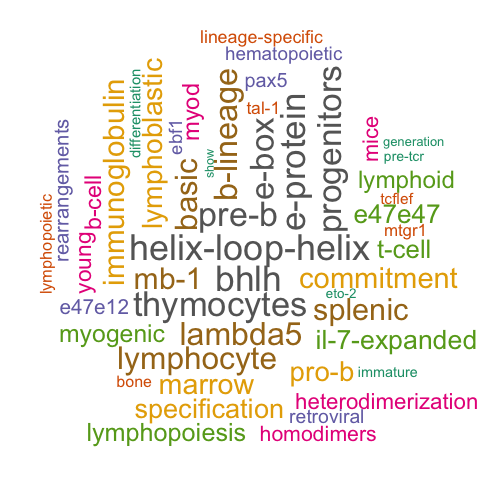 lineage-specific
hematopoietic
differentiation
lymphoblastic
immunoglobulin
rearrangements
lymphopoietic
ebf1
myod
show
b-lineage
pax5
tal-1
e-box
e-protein
progenitors
mice
generation
pre-tcr
lymphoid
tcflef
e47e47
mtgr1
t-cell
b-cell
young
basic
pre-b
helix-loop-helix
mb-1
bhlh
commitment
eto-2
e47e12
thymocytes
splenic
myogenic
lambda5
il-7-expanded
lymphocyte
bone
marrow
pro-b
immature
specification
heterodimerization
retroviral
lymphopoiesis
homodimers